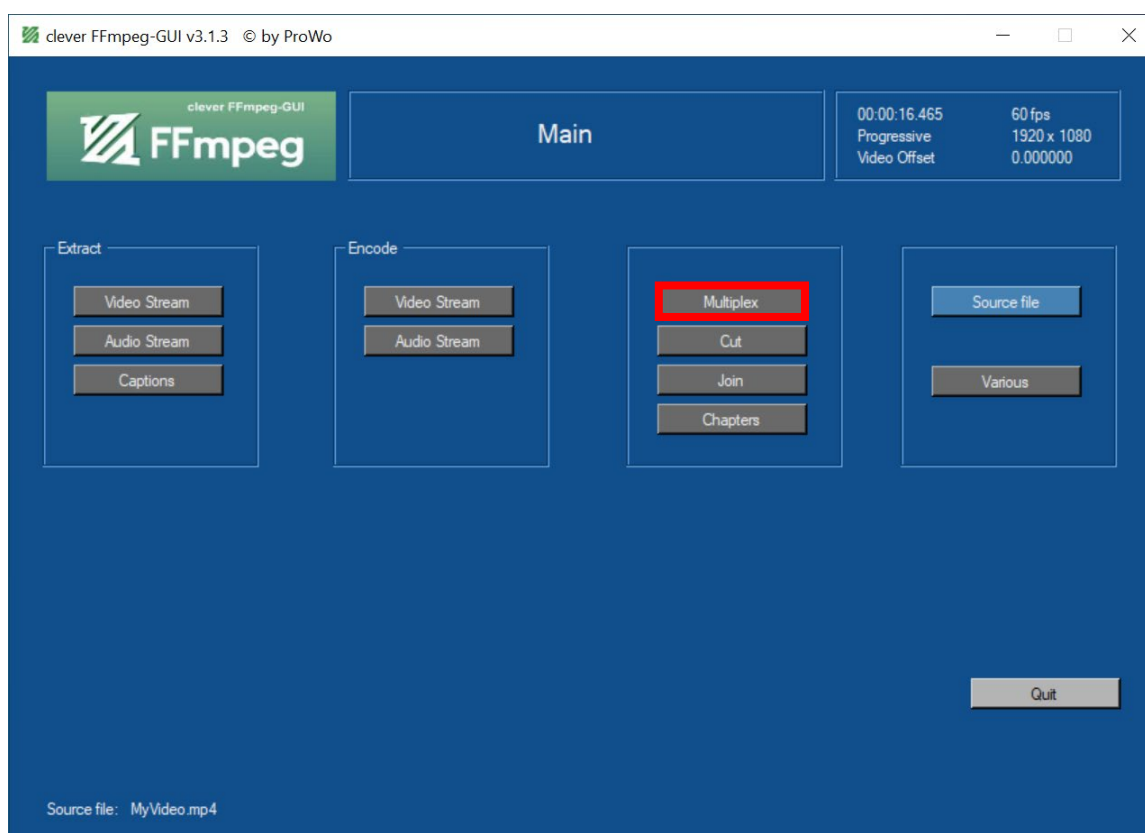 clever FFmpeg-GUI v3.1.3 © by ProWo
clever FFmpeg-GUI
FFmpeg
Main
00:00:16.465 60 fps
Progressive 1920 x 1080
Video Offset 0.000000
Extract
Video Stream
Audio Stream
Captions
Encode
Video Stream
Audio Stream
Multiplex
Cut
Join
Chapters
Source file
Various
Quit
Source file: MyVideo.mp4